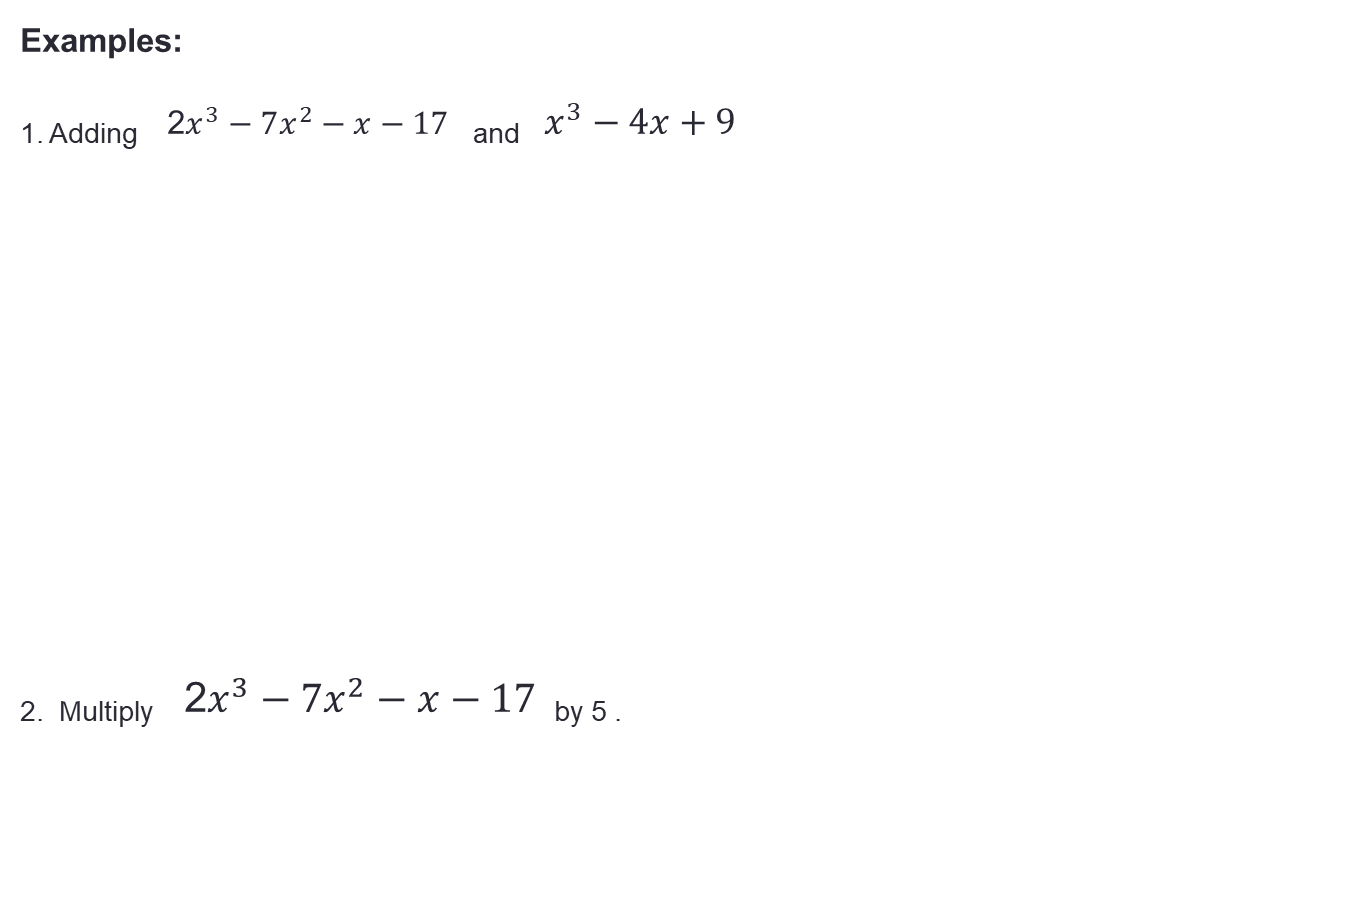 Examples:
1. Adding 2x³ − 7x² − x − 17 and x³ − 4x + 9
2. Multiply 2x³ − 7x² − x − 17 by 5 .